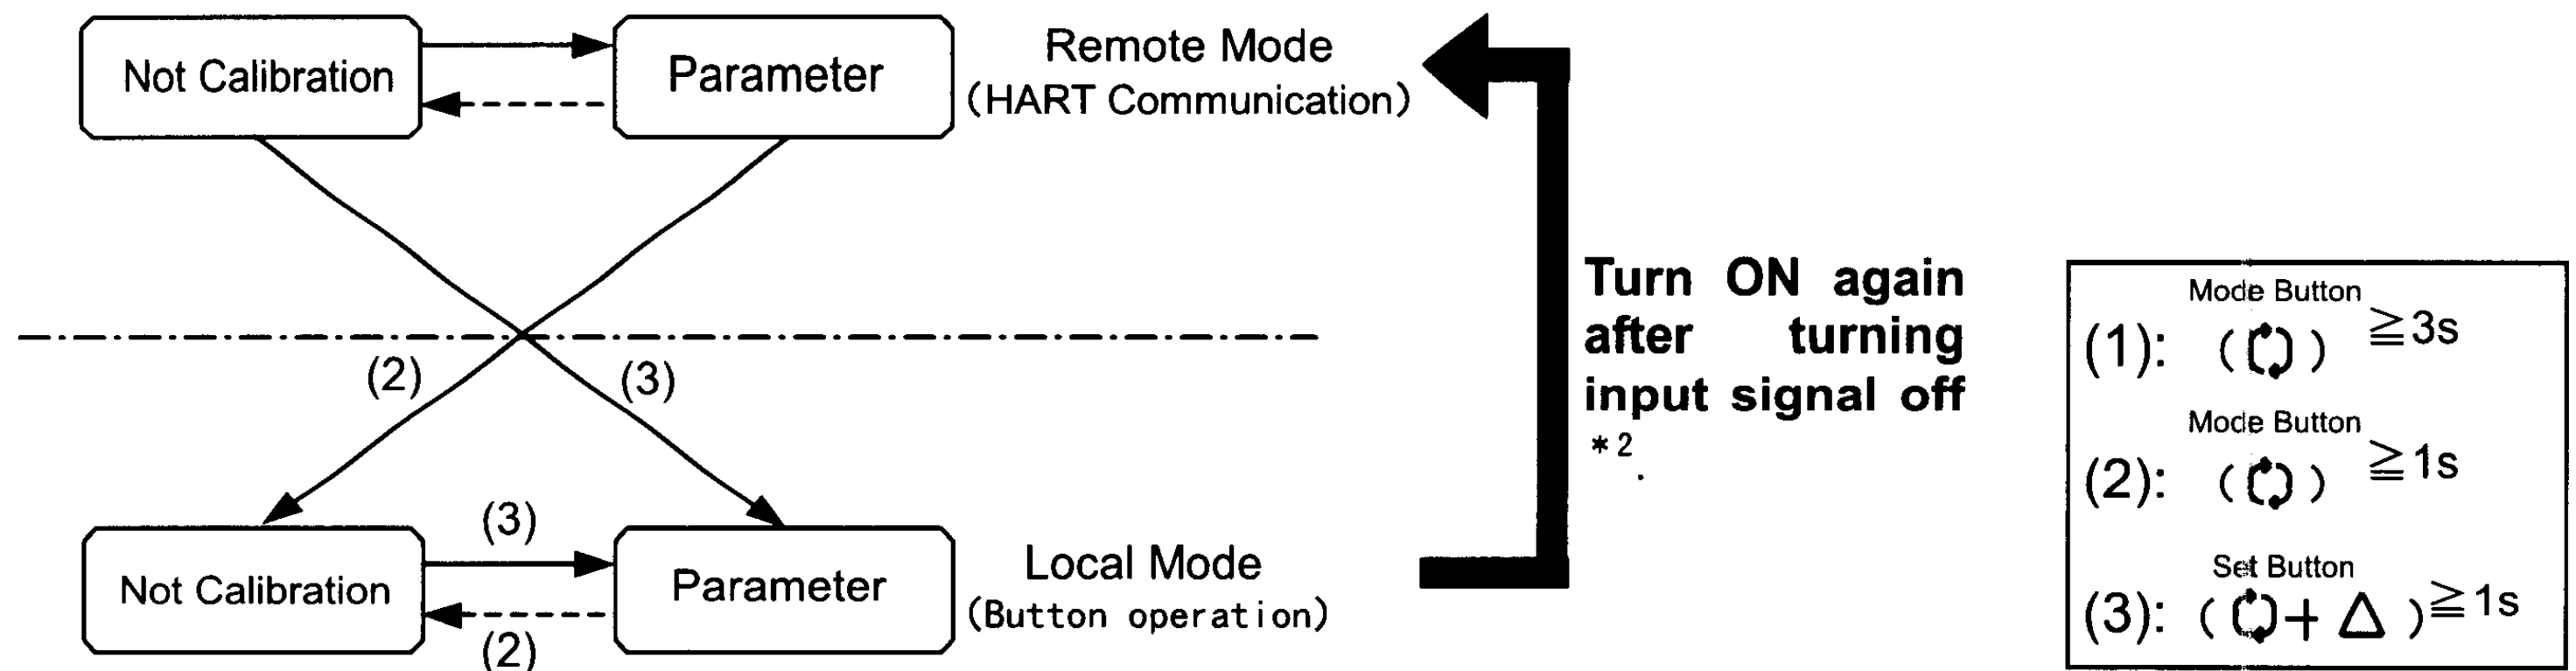 Not Calibration
Parameter
Remote Mode
(HART Communication)
(2)
(3)
Not Calibration
(3)
(2)
Parameter
Local Mode
(Button operation)
Turn ON again
after turning
input signal off
*2.
Mode Button
(1): ( ) ≧3s
Mode Button
(2): ( ) ≧1s
Set Button
(3): ( + △ ) ≧1s